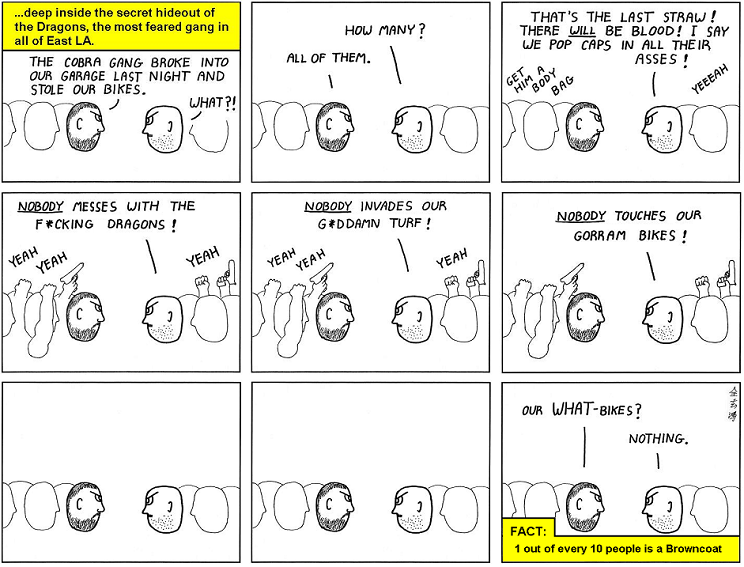 ...deep inside the secret hideout of
the Dragons, the most feared gang in
all of East LA.
THE COBRA GANG BROKE INTO
OUR GARAGE LAST NIGHT AND
STOLE OUR BIKES.
WHAT?!
HOW MANY?
ALL OF THEM.
THAT'S THE LAST STRAW!
THERE WILL BE BLOOD! I SAY
WE POP CAPS IN ALL THEIR
ASSES!
GET
HIM A
BODY
BAG
YEEEAH
NOBODY MESSES WITH THE
F*CKING DRAGONS!
YEAH
YEAH
YEAH
NOBODY INVADES OUR
G*DDAMN TURF!
YEAH
YEAH
YEAH
NOBODY TOUCHES OUR
GORRAM BIKES!
OUR WHAT-BIKES?
NOTHING.
FACT:
1 out of every 10 people is a Browncoat